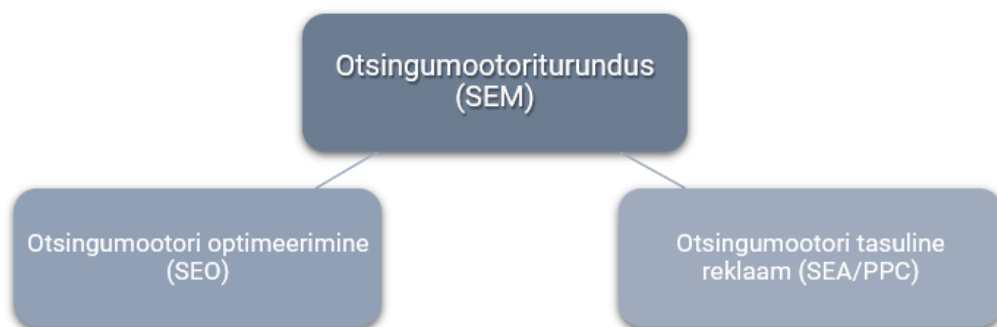 Otsingumootoriturundus
(SEM)
Otsingumootori optimeerimine
(SEO)
Otsingumootori tasuline
reklaam (SEA/PPC)